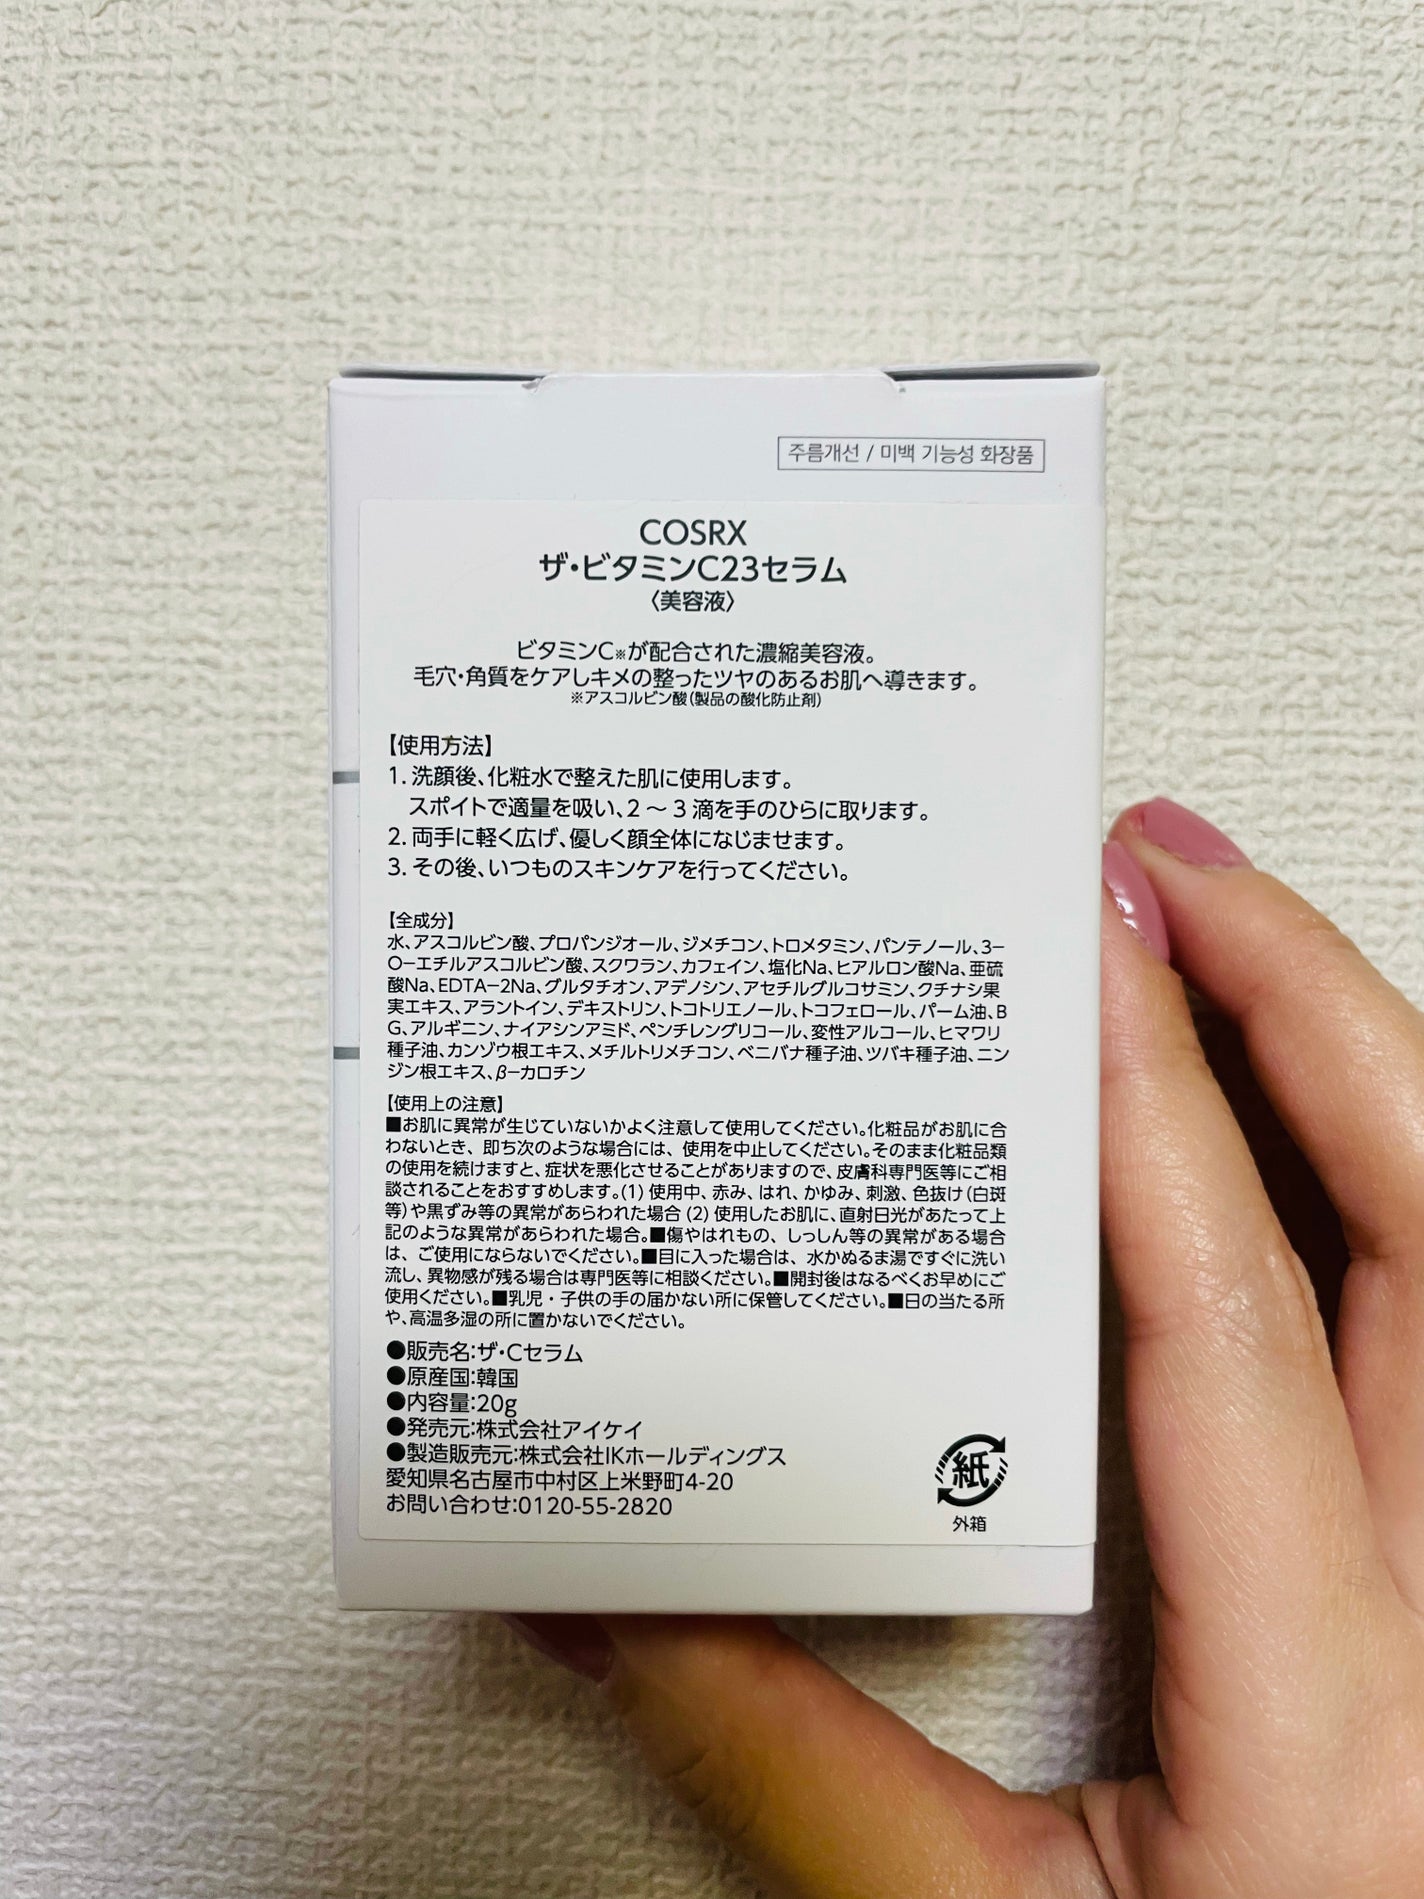 주름개선 / 미백 기능성 화장품
COSRX
ザ・ビタミンC23セラム
〈美容液〉
ビタミンC※が配合された濃縮美容液。
毛穴・角質をケアしキメの整ったツヤのあるお肌へ導きます。
※アスコルビン酸(製品の酸化防止剤)
【使用方法】
1. 洗顔後、化粧水で整えた肌に使用します。
スポイトで適量を吸い、2 〜 3 滴を手のひらに取ります。
2. 両手に軽く広げ、優しく顔全体になじませます。
3. その後、いつものスキンケアを行ってください。
【全成分】
水、アスコルビン酸、プロパンジオール、ジメチコン、トロメタミン、パンテノール、3−
O−エチルアスコルビン酸、スクワラン、カフェイン、塩化Na、ヒアルロン酸Na、亜硫
酸Na、EDTA−2Na、グルタチオン、アデノシン、アセチルグルコサミン、クチナシ果
実エキス、アラントイン、デキストリン、トコトリエノール、トコフェロール、パーム油、B
G、アルギニン、ナイアシンアミド、ペンチレングリコール、変性アルコール、ヒマワリ
種子油、カンゾウ根エキス、メチルトリメチコン、ベニバナ種子油、ツバキ種子油、ニン
ジン根エキス、β−カロチン
【使用上の注意】
■お肌に異常が生じていないかよく注意して使用してください。化粧品がお肌に合
わないとき、即ち次のような場合には、使用を中止してください。そのまま化粧品類
の使用を続けますと、症状を悪化させることがありますので、皮膚科専門医等にご相
談されることをおすすめします。(1) 使用中、赤み、はれ、かゆみ、刺激、色抜け(白斑
等)や黒ずみ等の異常があらわれた場合 (2) 使用したお肌に、直射日光があたって上
記のような異常があらわれた場合。■傷やはれもの、しっしん等の異常がある場合
は、ご使用にならないでください。■目に入った場合は、水かぬるま湯ですぐに洗い
流し、異物感が残る場合は専門医等に相談ください。■開封後はなるべくお早めにご
使用ください。■乳児・子供の手の届かない所に保管してください。■日の当たる所
や、高温多湿の所に置かないでください。
●販売名:ザ・Cセラム
●原産国:韓国
●内容量:20g
●発売元:株式会社アイケイ
●製造販売元:株式会社IKホールディングス
愛知県名古屋市中村区上米野町4-20
お問い合わせ:0120-55-2820
紙
外箱